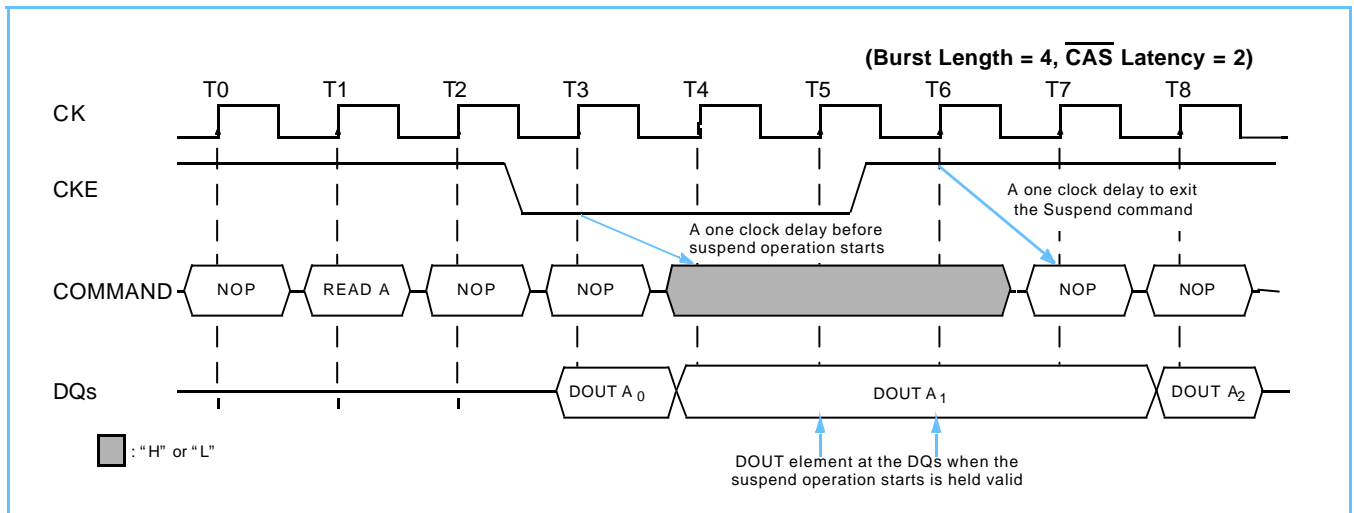 (Burst Length = 4, CAS Latency = 2)
T0 T1 T2 T3 T4 T5 T6 T7 T8
CK
CKE
A one clock delay to exit
the Suspend command
A one clock delay before
suspend operation starts
COMMAND NOP READ A NOP NOP NOP NOP
DQs DOUT A0 DOUT A1 DOUT A2
: “H” or “L”
DOUT element at the DQs when the
suspend operation starts is held valid